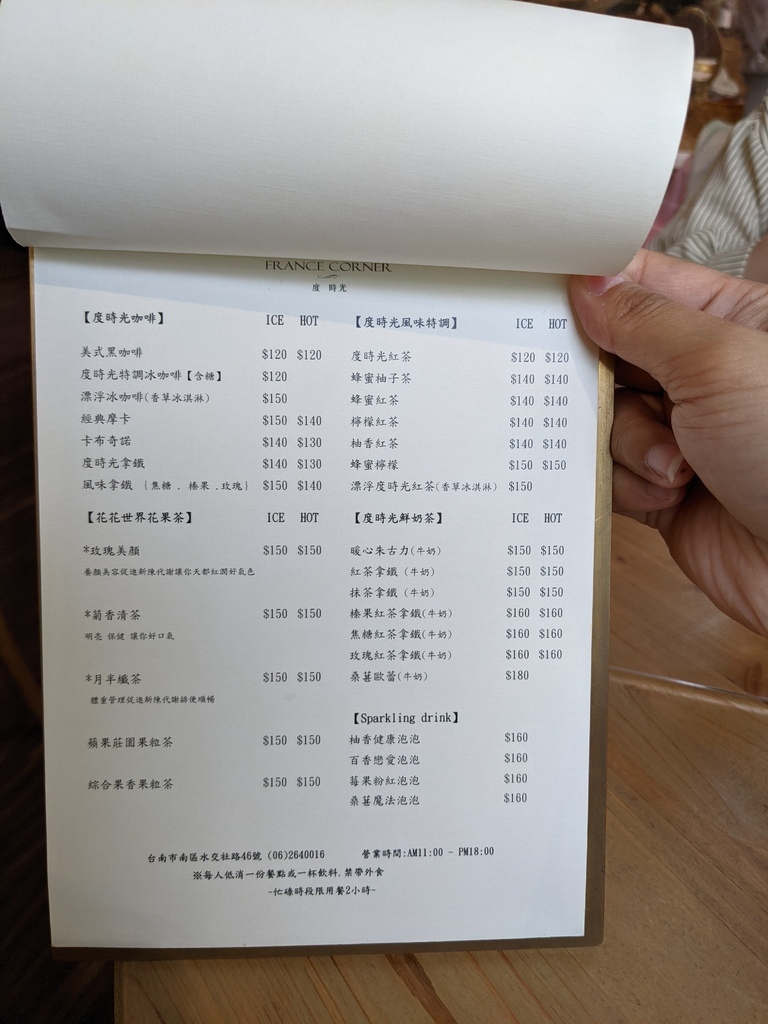 FRANCE CORNER
度 時光
【度時光咖啡】 ICE HOT
美式黑咖啡 $120 $120
度時光特調冰咖啡【含糖】 $120
漂浮冰咖啡(香草冰淇淋) $150
經典摩卡 $150 $140
卡布奇諾 $140 $130
度時光拿鐵 $140 $130
風味拿鐵 {焦糖 . 榛果 .玫瑰} $150 $140
【花花世界花果茶】 ICE HOT
*玫瑰美顏 $150 $150
養顏美容促進新陳代謝讓你天都紅潤好氣色
*菊香清茶 $150 $150
明亮 保健 讓你好口氣
*月半纖茶 $150 $150
體重管理促進新陳代謝排便順暢
蘋果莊園果粒茶 $150 $150
綜合果香果粒茶 $150 $150
【度時光風味特調】 ICE HOT
度時光紅茶 $120 $120
蜂蜜柚子茶 $140 $140
蜂蜜紅茶 $140 $140
檸檬紅茶 $140 $140
柚香紅茶 $140 $140
蜂蜜檸檬 $150 $150
漂浮度時光紅茶(香草冰淇淋) $150
【度時光鮮奶茶】 ICE HOT
暖心朱古力(牛奶) $150 $150
紅茶拿鐵 (牛奶) $150 $150
抹茶拿鐵 (牛奶) $150 $150
榛果紅茶拿鐵(牛奶) $160 $160
焦糖紅茶拿鐵(牛奶) $160 $160
玫瑰紅茶拿鐵(牛奶) $160 $160
桑葚歐蕾(牛奶) $180
【Sparkling drink】
柚香健康泡泡 $160
百香戀愛泡泡 $160
莓果粉紅泡泡 $160
桑葚魔法泡泡 $160
台南市南區水交社路46號 (06)2640016 營業時間:AM11:00 - PM18:00
※每人低消一份餐點或一杯飲料,禁帶外食
~忙碌時段限用餐2小時~